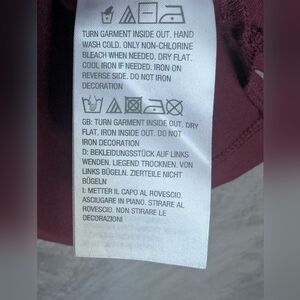 TURN GARMENT INSIDE OUT. HAND
WASH COLD. ONLY NON-CHLORINE
BLEACH WHEN NEEDED. DRY FLAT.
COOL IRON IF NEEDED. IRON ON
REVERSE SIDE. DO NOT IRON
DECORATION
GB: TURN GARMENT INSIDE OUT. DRY
FLAT. IRON INSIDE OUT. DO NOT
IRON DECORATION
D: BEKLEIDUNGSSTÜCK AUF LINKS
WENDEN. LIEGEND TROCKNEN. VON
LINKS BÜGELN. ZIERTEILE NICHT
BÜGELN
I: METTER IL CAPO AL ROVESCIO.
ASCIUGARE IN PIANO. STIRARE AL
ROVESCIO. NON STIRARE LE
DECORAZIONI